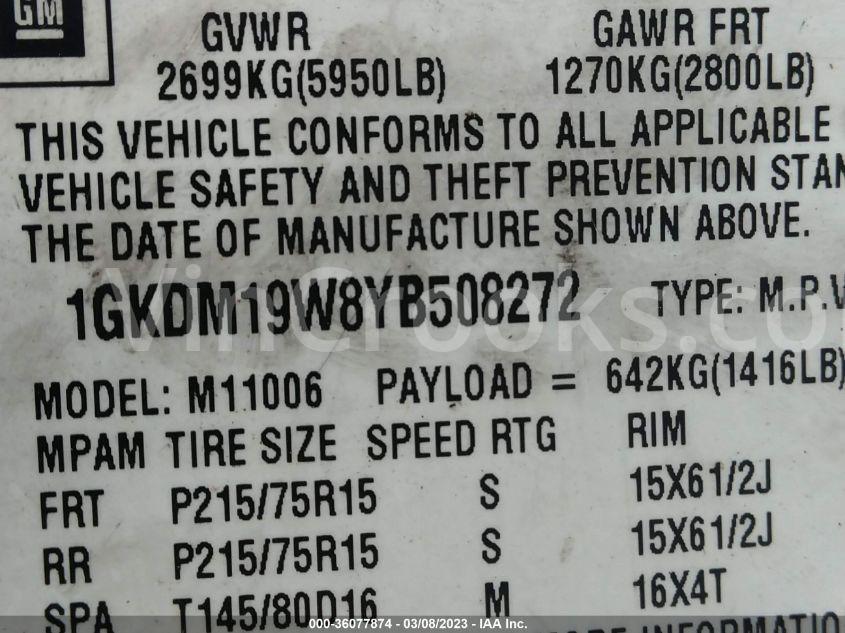 GM
GVWR GAWR FRT
2699KG(5950LB) 1270KG(2800LB)
THIS VEHICLE CONFORMS TO ALL APPLICABLE
VEHICLE SAFETY AND THEFT PREVENTION STAN
THE DATE OF MANUFACTURE SHOWN ABOVE.
1GKDM19W8YB508272 TYPE: M.P.V
VinCrooks.co
MODEL: M11006 PAYLOAD = 642KG(1416LB)
MPAM TIRE SIZE SPEED RTG RIM
FRT P215/75R15 S 15X61/2J
RR P215/75R15 S 15X61/2J
SPA T145/80D16 M 16X4T
000-36077874 - 03/08/2023 - IAA Inc.